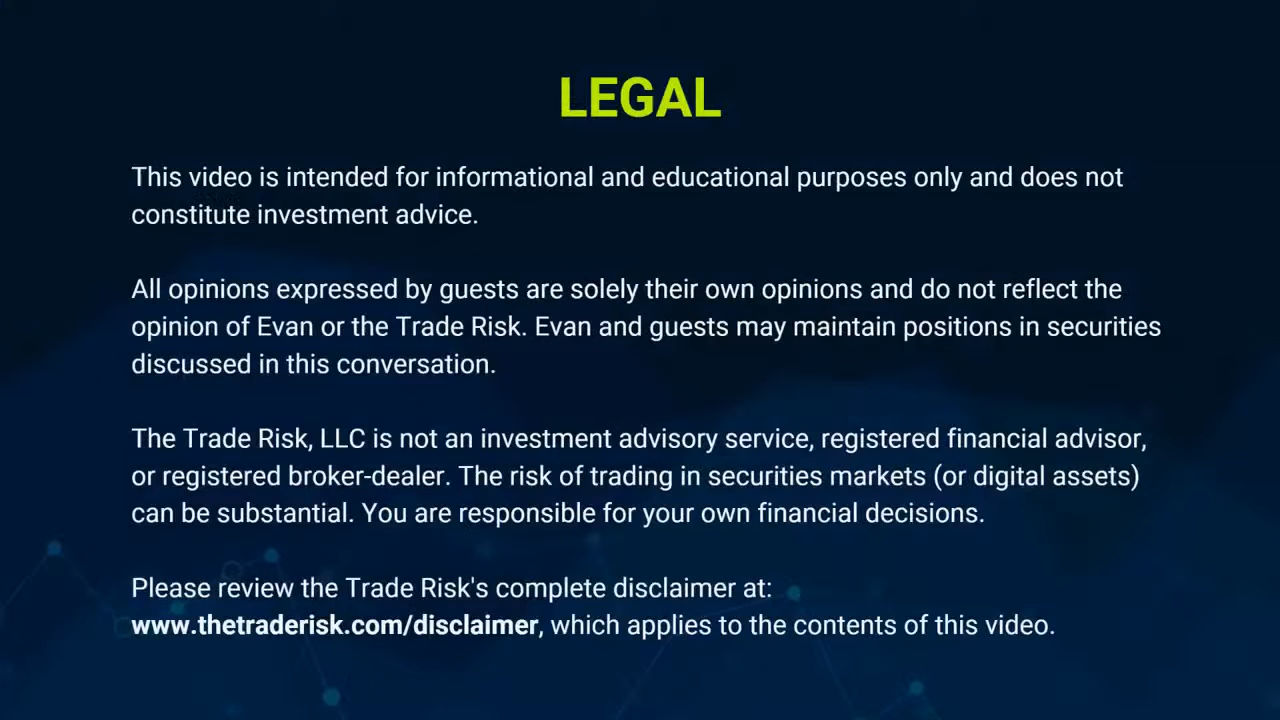 LEGAL
This video is intended for informational and educational purposes only and does not
constitute investment advice.
All opinions expressed by guests are solely their own opinions and do not reflect the
opinion of Evan or the Trade Risk. Evan and guests may maintain positions in securities
discussed in this conversation.
The Trade Risk, LLC is not an investment advisory service, registered financial advisor,
or registered broker-dealer. The risk of trading in securities markets (or digital assets)
can be substantial. You are responsible for your own financial decisions.
Please review the Trade Risk's complete disclaimer at:
www.thetraderisk.com/disclaimer, which applies to the contents of this video.